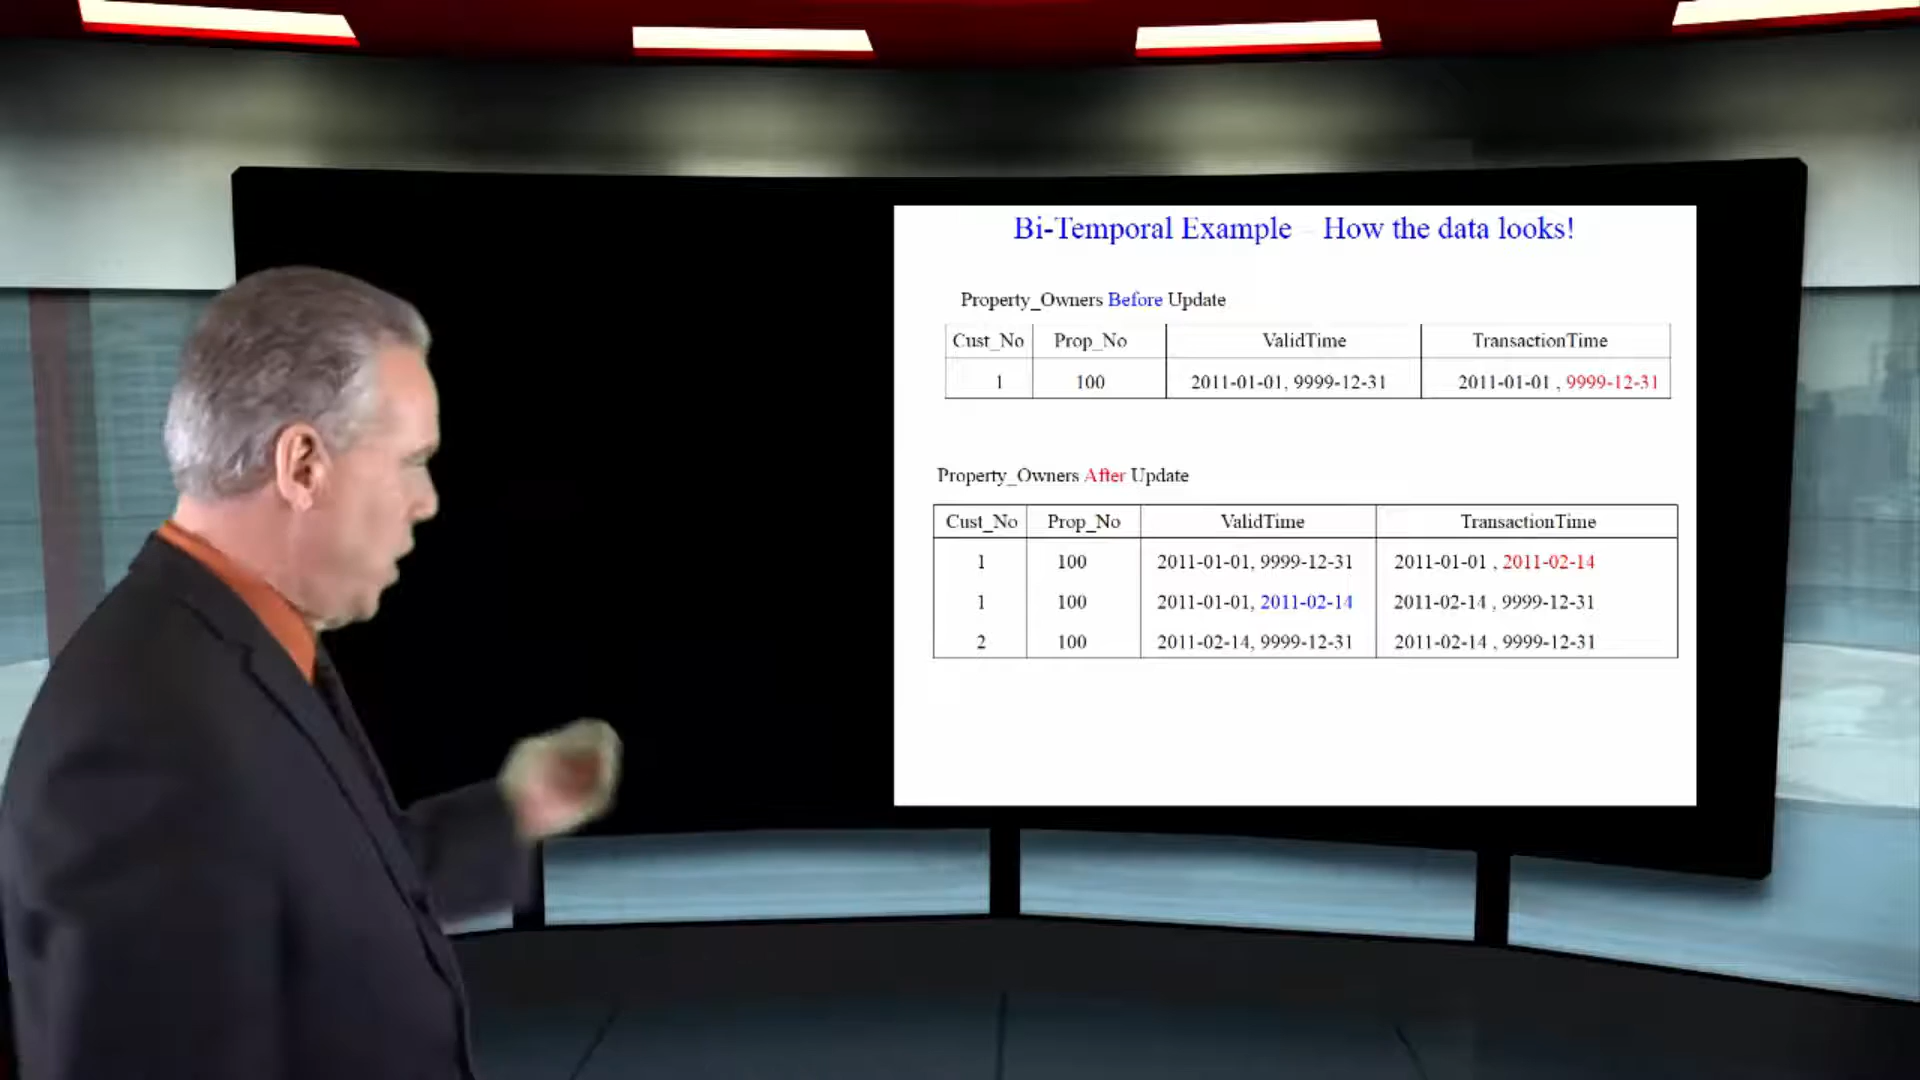 Bi-Temporal Example – How the data looks!
Property_Owners Before Update
Cust_No Prop_No ValidTime TransactionTime
1 100 2011-01-01, 9999-12-31 2011-01-01 , 9999-12-31
Property_Owners After Update
Cust_No Prop_No ValidTime TransactionTime
1 100 2011-01-01, 9999-12-31 2011-01-01 , 2011-02-14
1 100 2011-01-01, 2011-02-14 2011-02-14 , 9999-12-31
2 100 2011-02-14, 9999-12-31 2011-02-14 , 9999-12-31